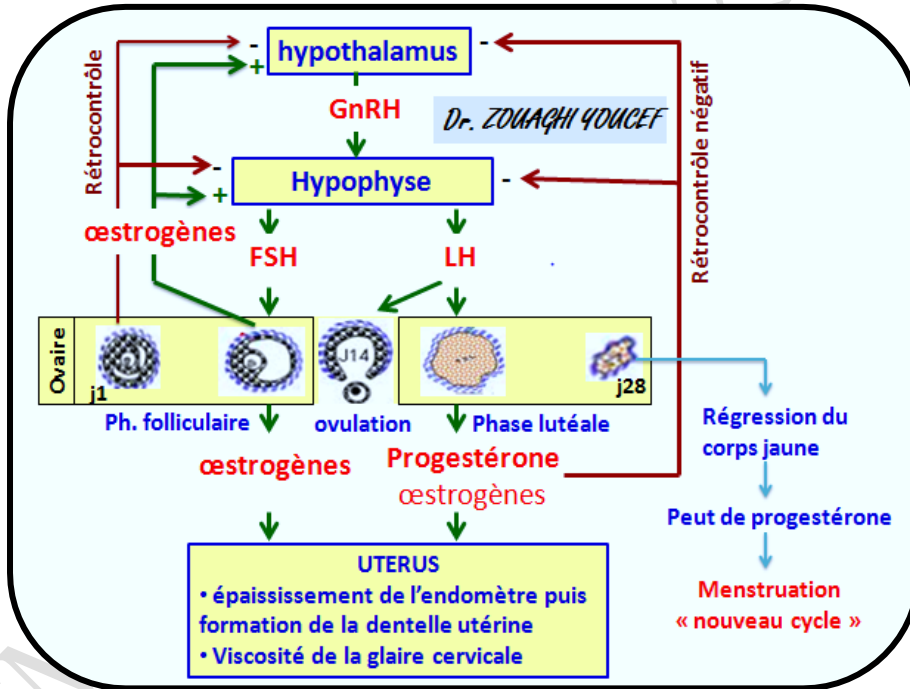 -
hypothalamus
-
+
GnRH
Dr. ZOUAGHI YOUCEF
Rétrocontrôle
Rétrocontrôle négatif
-
+
Hypophyse
-
œstrogènes
FSH
LH
Ovaire
j1
J14
j28
Ph. folliculaire
ovulation
Phase lutéale
œstrogènes
Progestérone
œstrogènes
Régression du
corps jaune
Peut de progestérone
Menstruation
« nouveau cycle »
UTERUS
• épaississement de l'endomètre puis
formation de la dentelle utérine
• Viscosité de la glaire cervicale